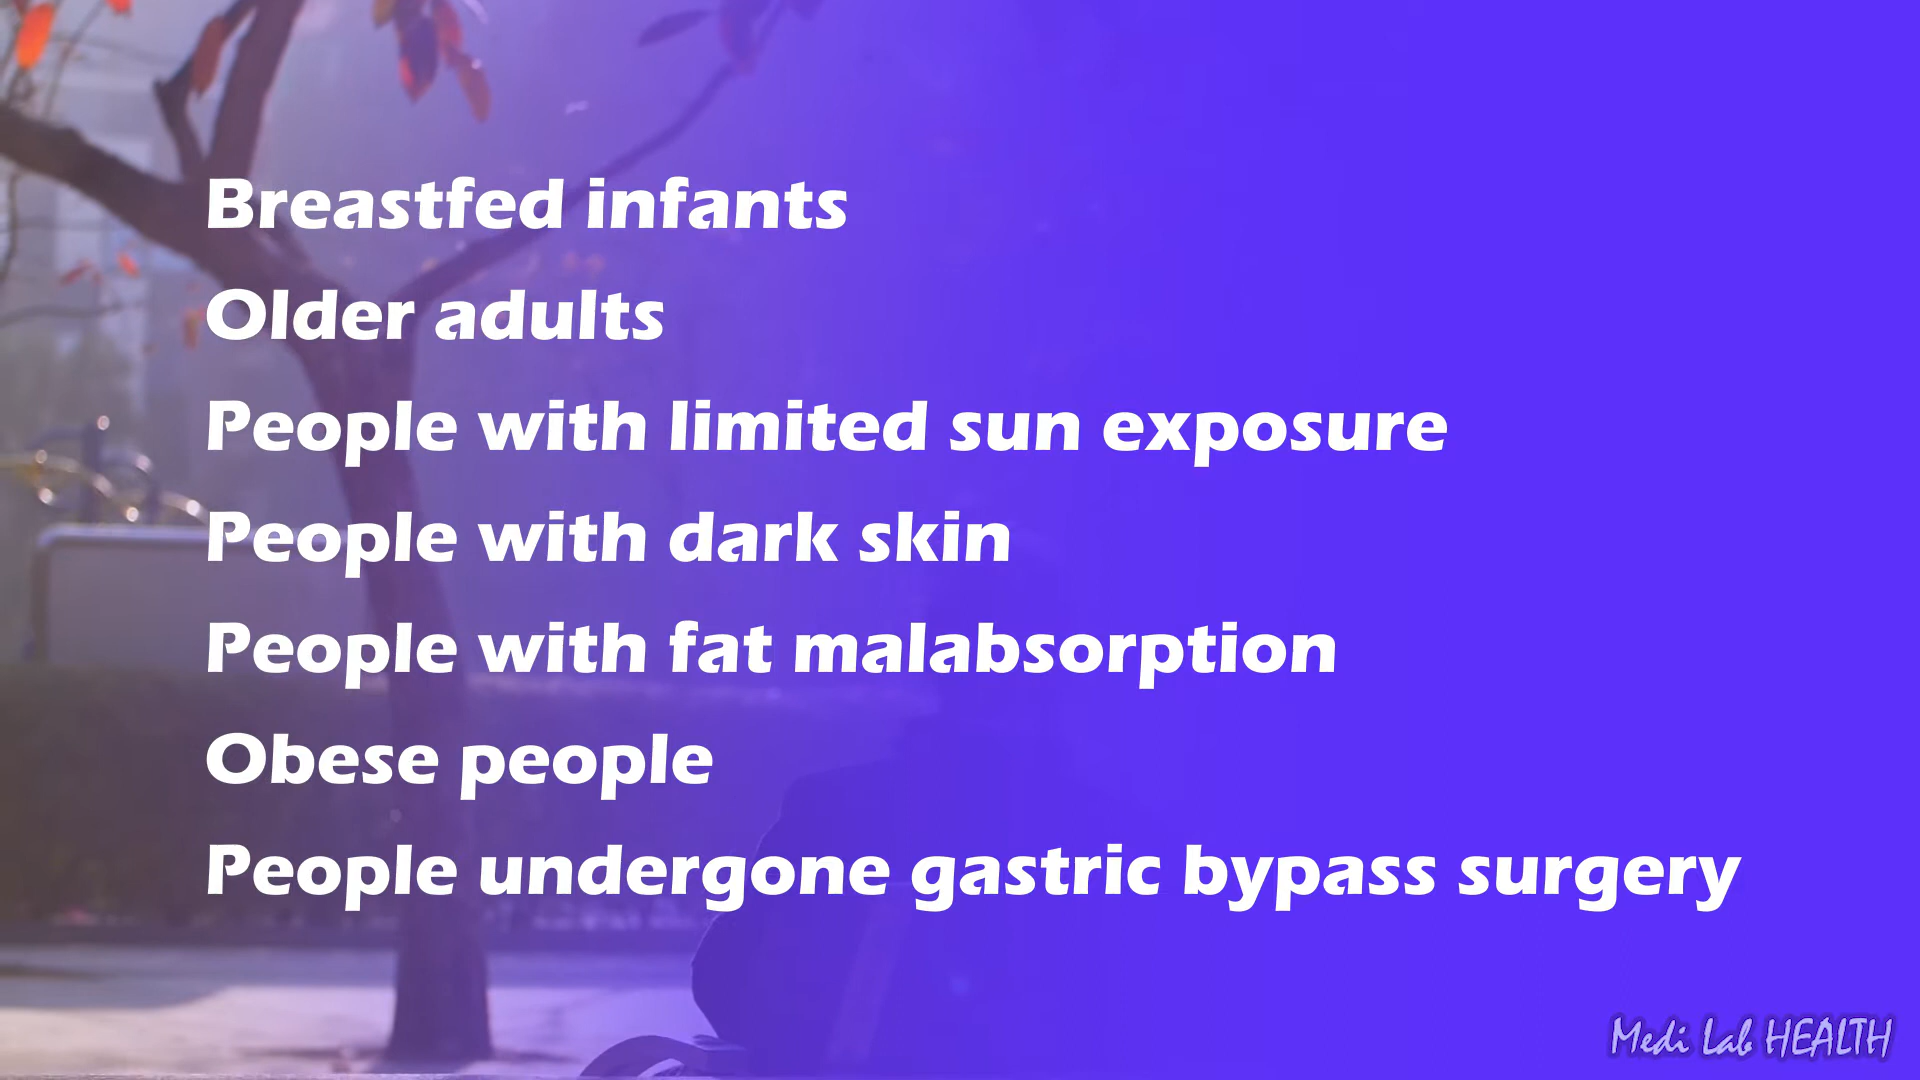 Breastfed infants
Older adults
People with limited sun exposure
People with dark skin
People with fat malabsorption
Obese people
People undergone gastric bypass surgery
Medi Lab HEALTH